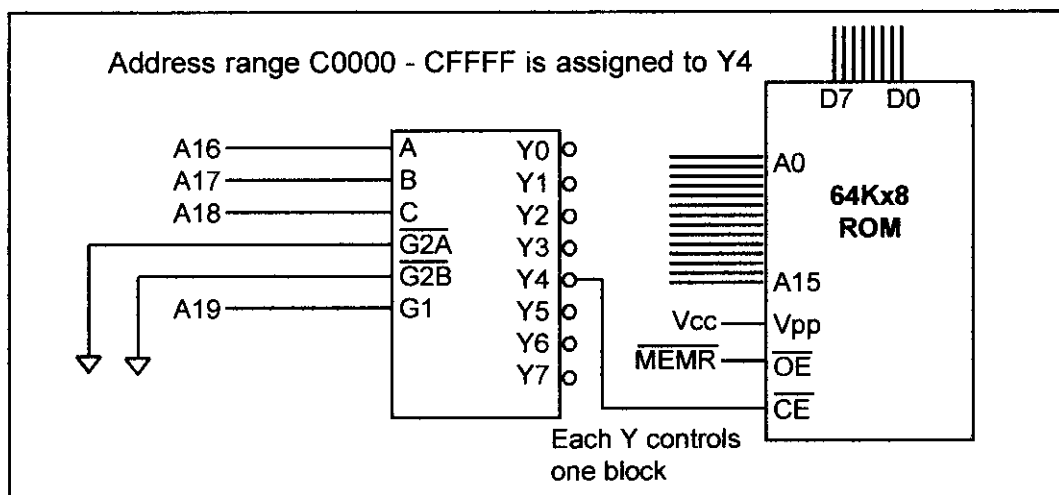 Address range C0000 - CFFFF is assigned to Y4
D7 D0
A16
A17
A18
A19
A
B
C
G2A
G2B
G1
Y0
Y1
Y2
Y3
Y4
Y5
Y6
Y7
A0
64Kx8
ROM
A15
Vcc
Vpp
MEMR
OE
CE
Each Y controls
one block